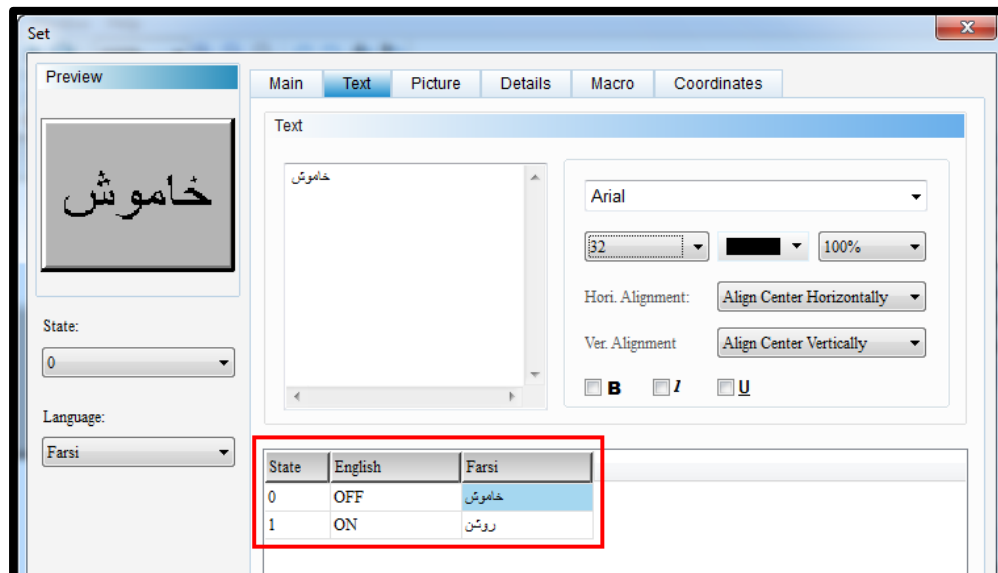 Set
Preview
خاموش
State:
0
Language:
Farsi
Main Text Picture Details Macro Coordinates
Text
خاموش
Arial
32 100%
Hori. Alignment: Align Center Horizontally
Ver. Alignment Align Center Vertically
B I U
State English Farsi
0 OFF خاموش
1 ON روشن